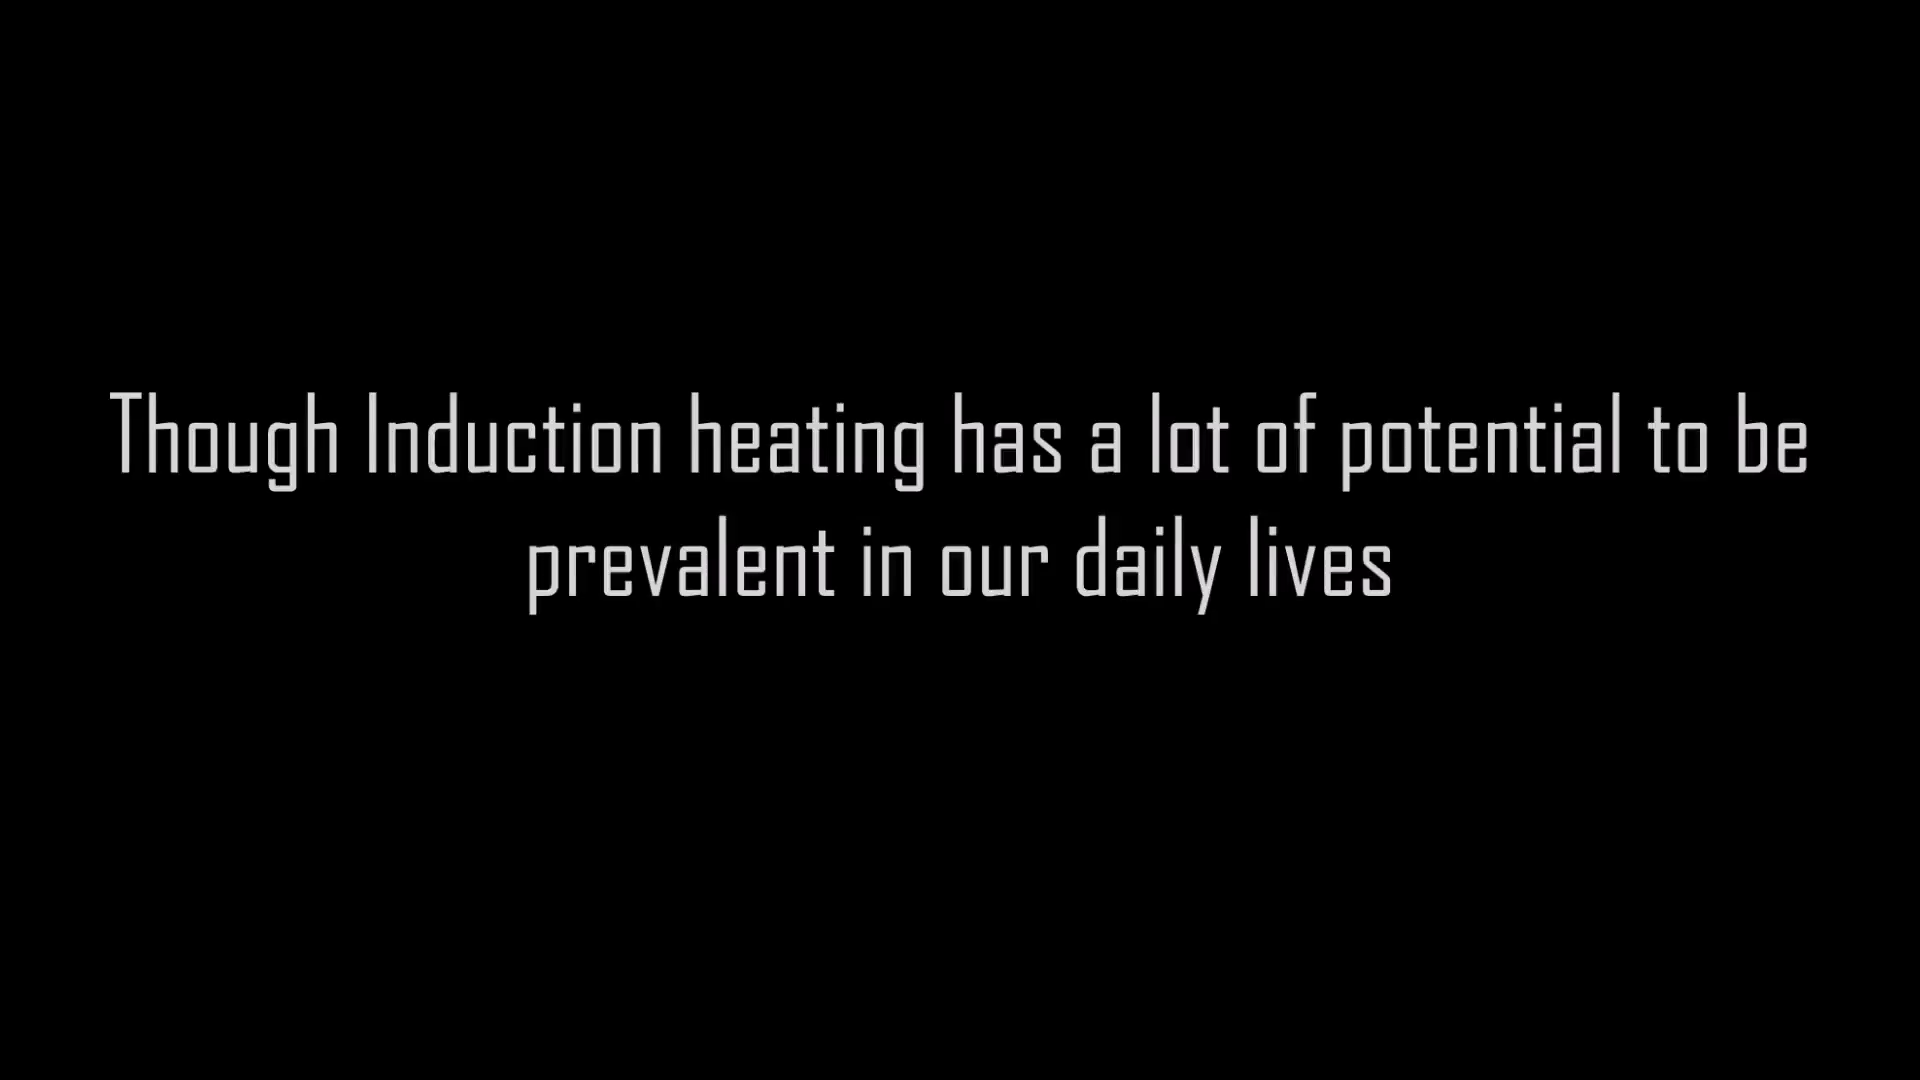 Though Induction heating has a lot of potential to be
prevalent in our daily lives